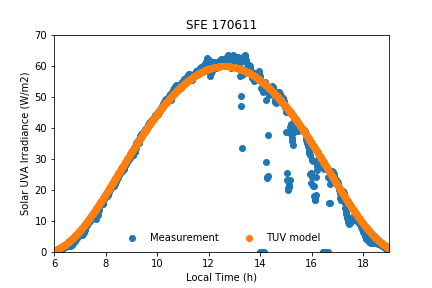 SFE 170611
70
60
50
40
30
20
10
0
Solar UVA Irradiance (W/m2)
Measurement TUV model
6 8 10 12 14 16 18
Local Time (h)